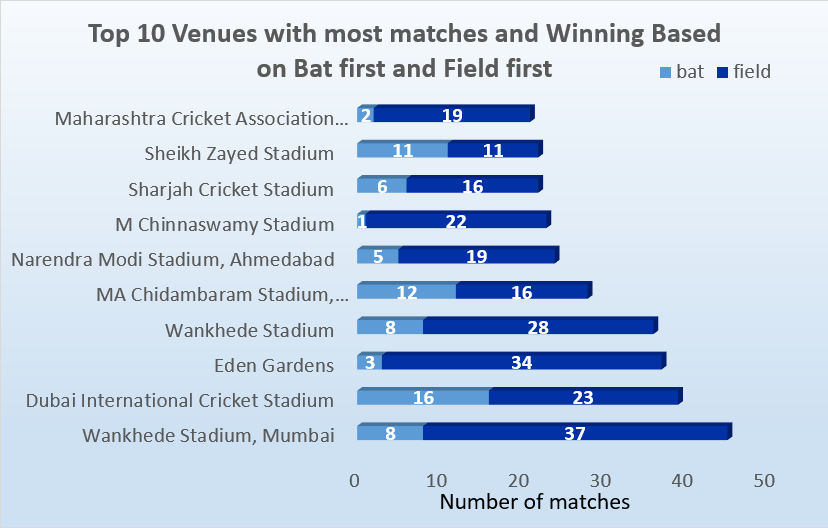 Top 10 Venues with most matches and Winning Based
on Bat first and Field first
bat field
Maharashtra Cricket Association... 2 19
Sheikh Zayed Stadium 11 11
Sharjah Cricket Stadium 6 16
M Chinnaswamy Stadium 1 22
Narendra Modi Stadium, Ahmedabad 5 19
MA Chidambaram Stadium,... 12 16
Wankhede Stadium 8 28
Eden Gardens 3 34
Dubai International Cricket Stadium 16 23
Wankhede Stadium, Mumbai 8 37
0 10 20 30 40 50
Number of matches